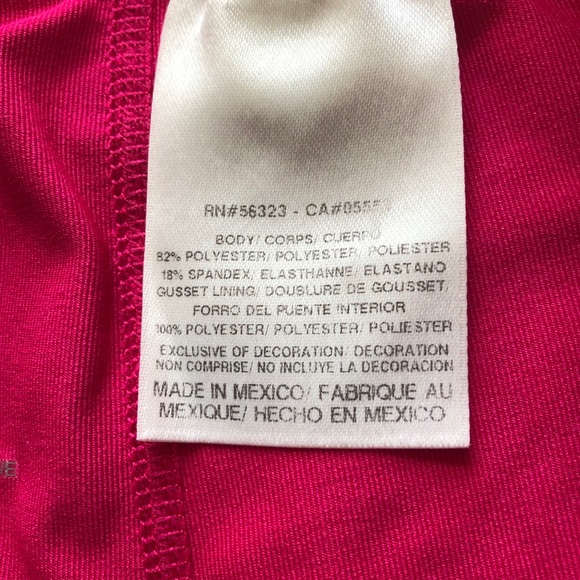 RN#56323 - CA#05553
BODY/ CORPS/ CUERPO
82% POLYESTER/ POLYESTER/ POLIESTER
18% SPANDEX/ ELASTHANNE/ ELASTANO
GUSSET LINING/ DOUBLURE DE GOUSSET/
FORRO DEL PUENTE INTERIOR
100% POLYESTER/ POLYESTER/ POLIESTER
EXCLUSIVE OF DECORATION/ DECORATION
NON COMPRISE/ NO INCLUYE LA DECORACION
MADE IN MEXICO/ FABRIQUE AU
MEXIQUE/ HECHO EN MEXICO